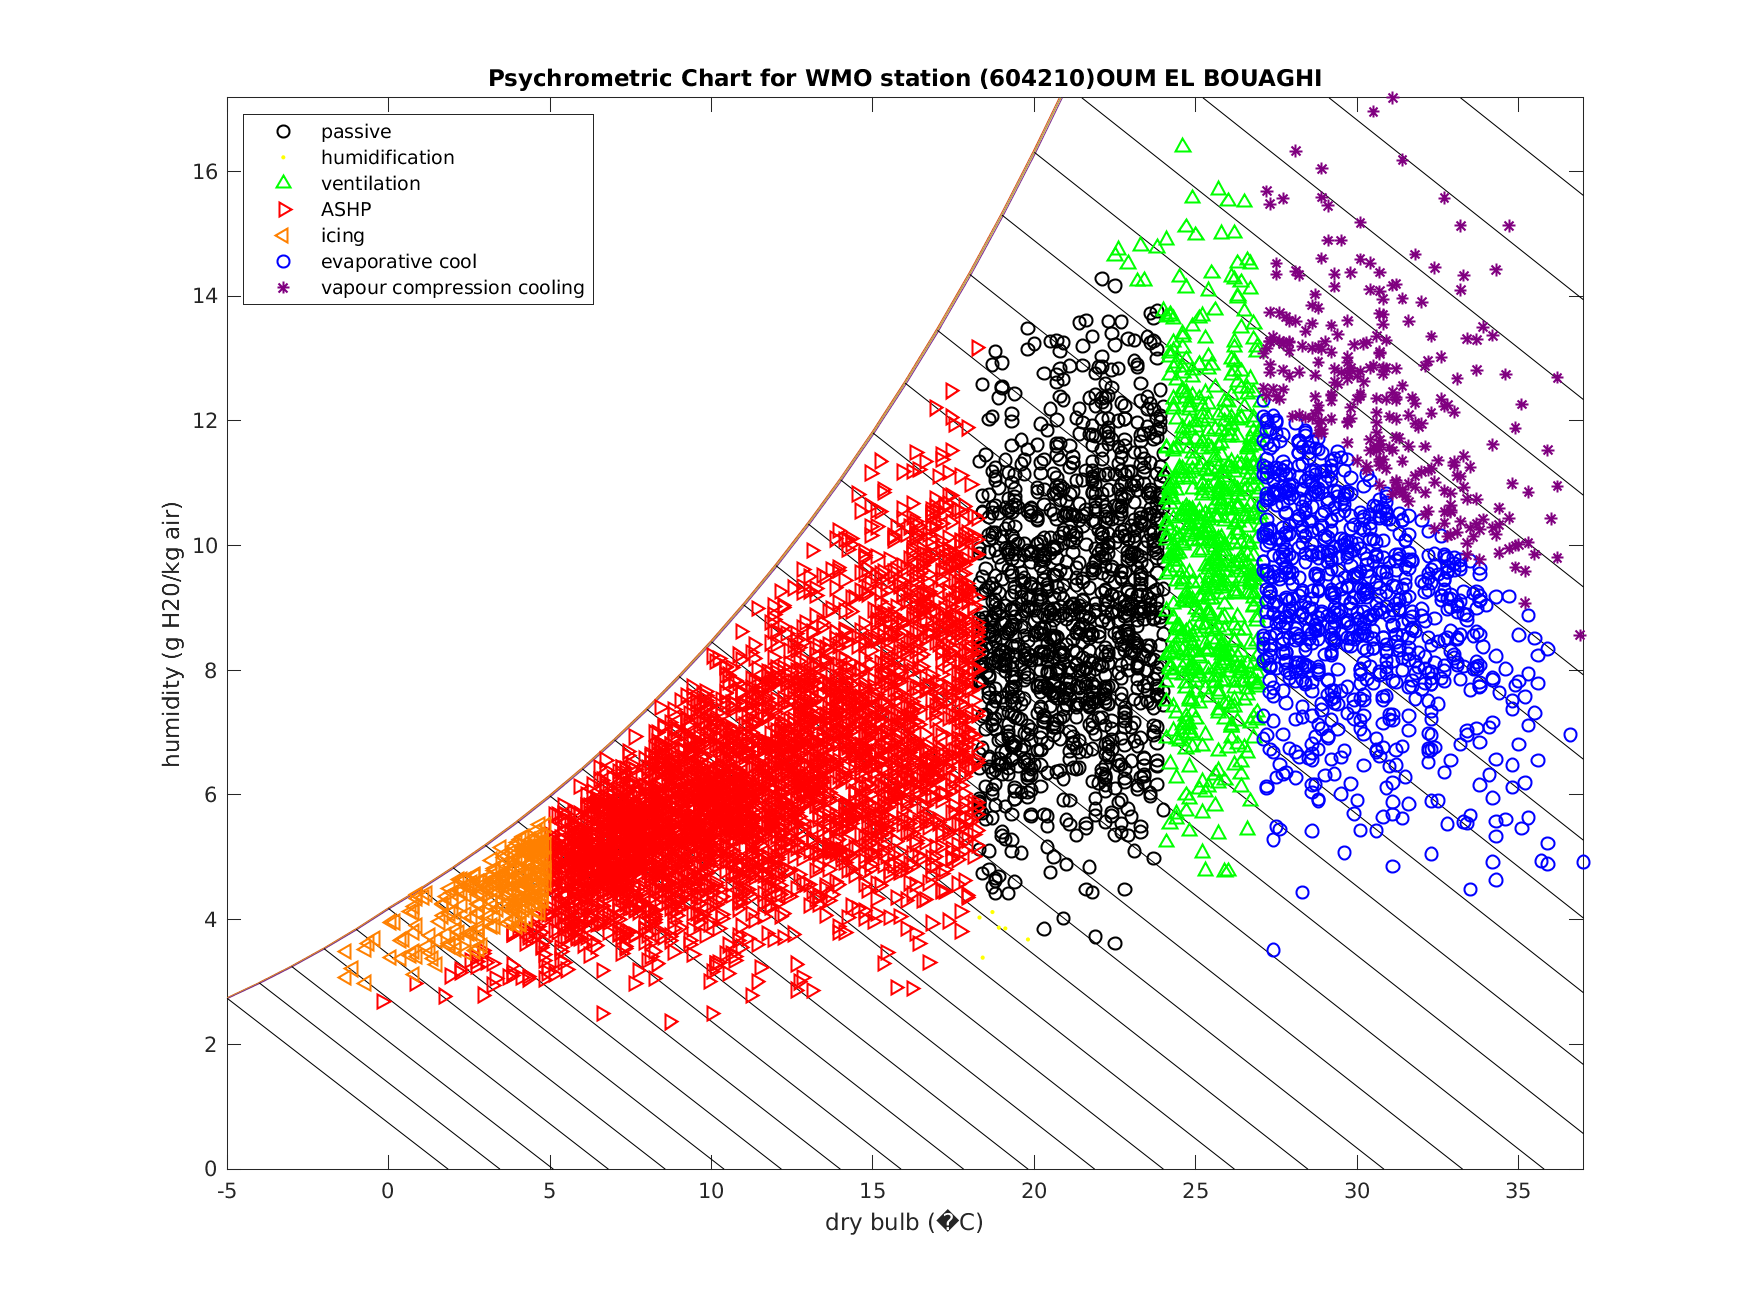 Psychrometric Chart for WMO station (604210)OUM EL BOUAGHI
passive
humidification
ventilation
ASHP
icing
evaporative cool
vapour compression cooling
humidity (g H20/kg air)
16
14
12
10
8
6
4
2
0
-5 0 5 10 15 20 25 30 35
dry bulb (�C)